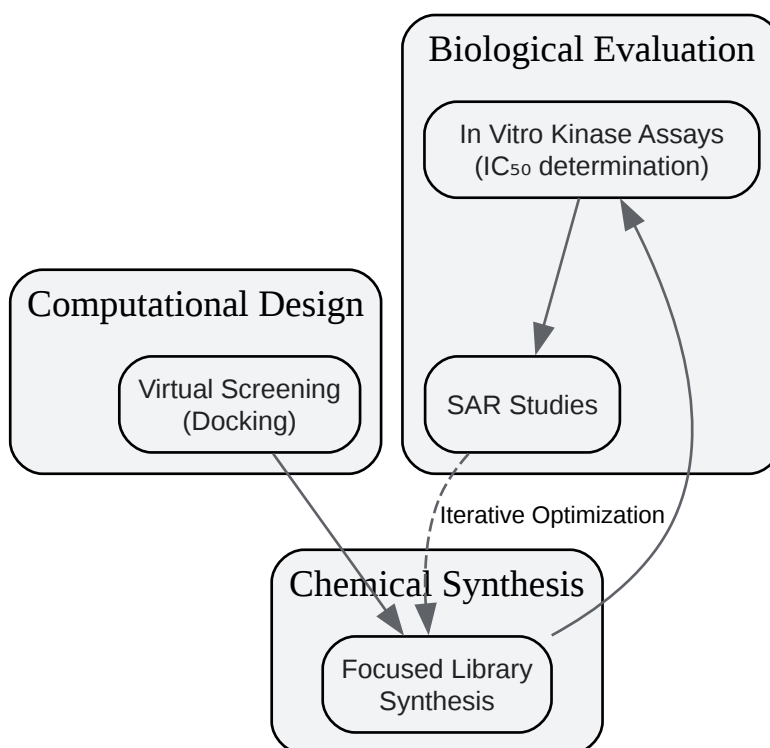 Biological Evaluation
In Vitro Kinase Assays
(IC₅₀ determination)
Computational Design
Virtual Screening
(Docking)
SAR Studies
Iterative Optimization
Chemical Synthesis
Focused Library
Synthesis